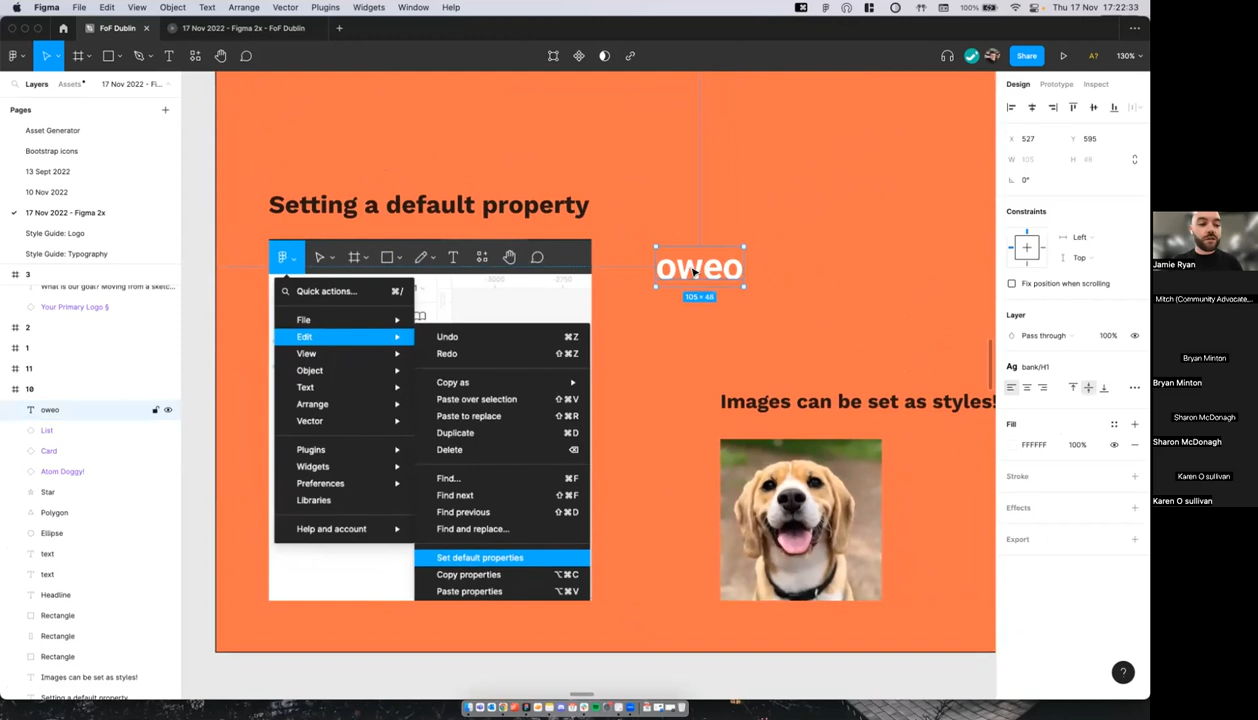 Figma File Edit View Object Text Arrange Vector Plugins Widgets Window Help
100% Thu 17 Nov 22:22:33
FoF Dublin
17 Nov 2022 - Figma 2x - FoF Dublin
Share
A?
130%
Layers
Assets
17 Nov 2022 - Fi...
Pages
Asset Generator
Bootstrap icons
13 Sept 2022
10 Nov 2022
17 Nov 2022 - Figma 2x
Style Guide: Logo
Style Guide: Typography
3
What is our goal? Moving from a sketc...
Your Primary Logo §
2
1
11
10
oweo
List
Card
Atom Doggy!
Star
Polygon
Ellipse
text
text
Headline
Rectangle
Rectangle
Rectangle
Images can be set as styles!
Setting a default property
Setting a default property
Quick actions... ⌘/
File
Edit
View
Object
Text
Arrange
Vector
Plugins
Widgets
Preferences
Libraries
Help and account
-3000
-2750
Undo ⌘Z
Redo ⇧⌘Z
Copy as
Paste over selection ⇧⌘V
Paste to replace ⇧⌘R
Duplicate ⌘D
Delete ⌫
Find... ⌘F
Find next ⇧⌘F
Find previous ⇧⌘D
Find and replace...
Set default properties
Copy properties ⌥⌘C
Paste properties ⌥⌘V
oweo
105 × 48
Images can be set as styles!
Design
Prototype
Inspect
X 527 Y 595
W 105 H 48
0°
Constraints
Left
Top
Fix position when scrolling
Layer
Pass through 100%
Ag bank/H1
Fill
FFFFFF 100%
Stroke
Effects
Export
?
Jamie Ryan
Mitch (Community Advocate,...
Bryan Minton
Bryan Minton
Sharon McDonagh
Sharon McDonagh
Karen O sullivan
Karen O sullivan